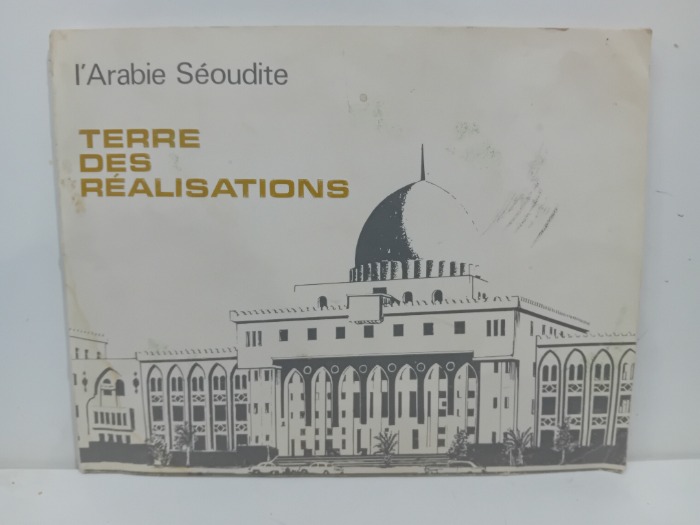 l'Arabie Séoudite
TERRE
DES
RÉALISATIONS